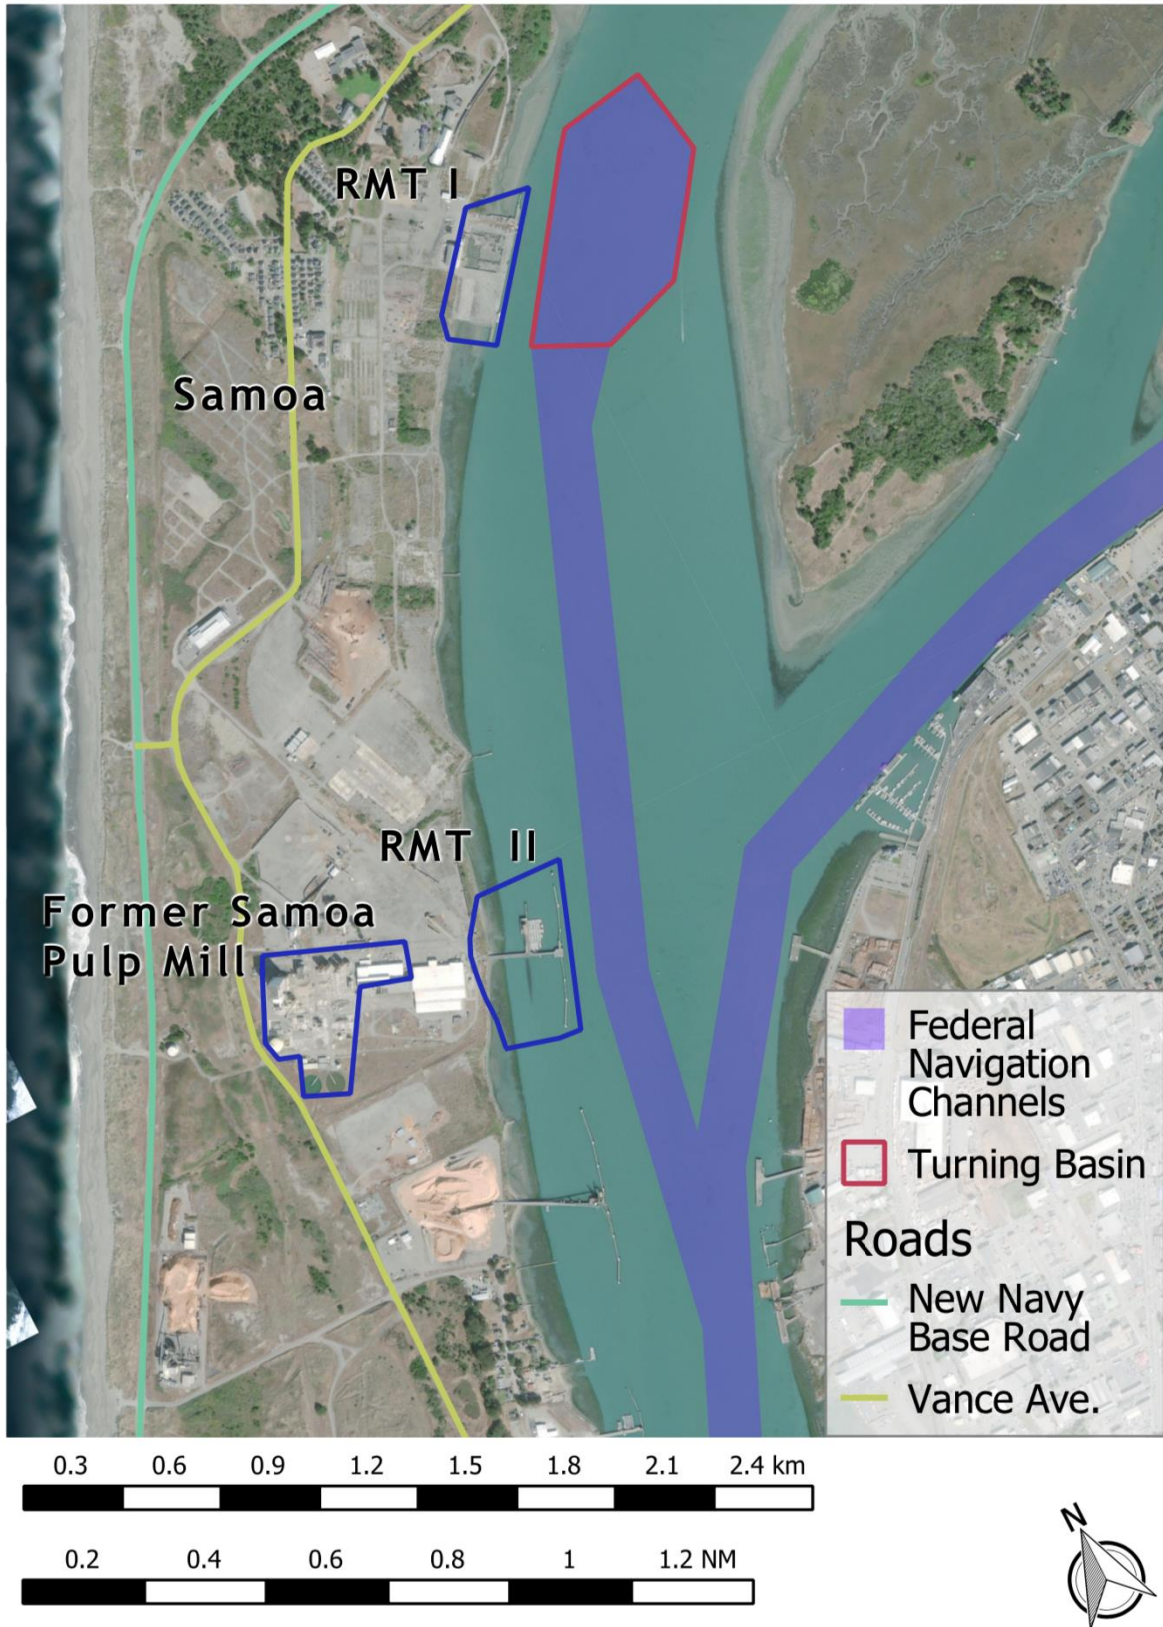 RMT I
Samoa
RMT II
Former Samoa
Pulp Mill
Federal
Navigation
Channels
Turning Basin
Roads
New Navy
Base Road
Vance Ave.
0.3 0.6 0.9 1.2 1.5 1.8 2.1 2.4 km
0.2 0.4 0.6 0.8 1 1.2 NM
N